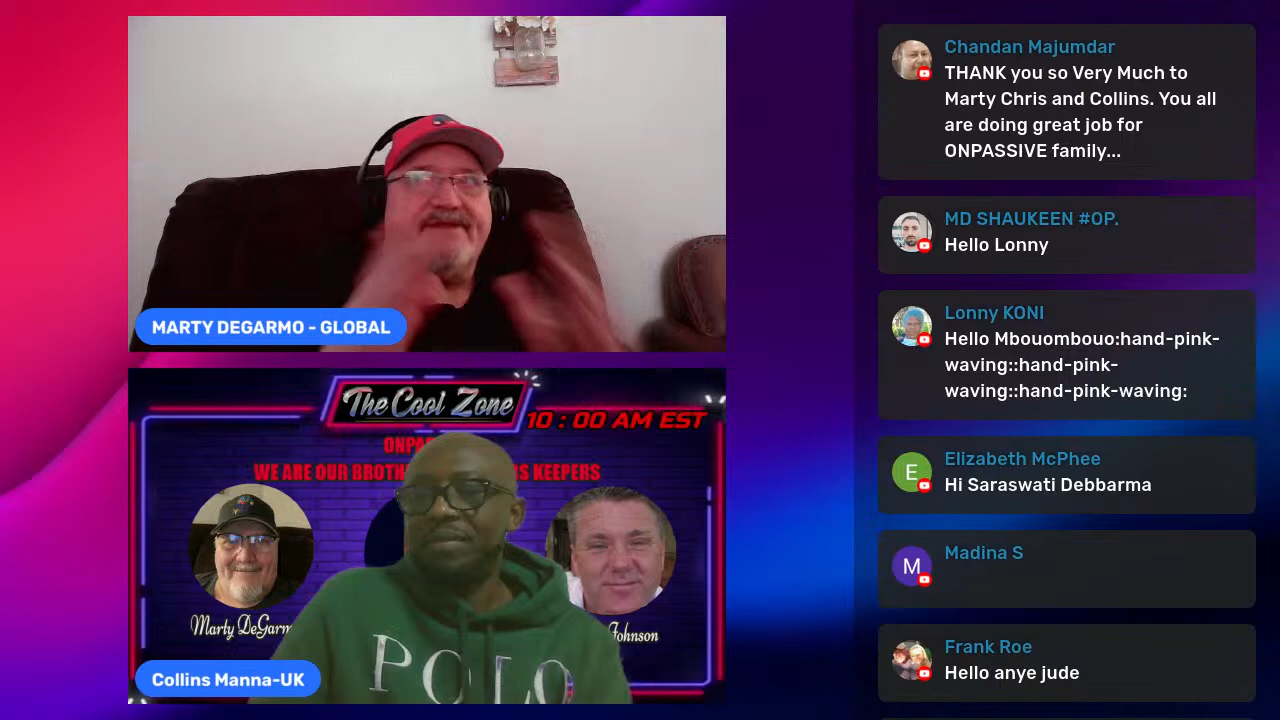 MARTY DEGARMO - GLOBAL
The Cool Zone
10 : 00 AM EST
WE ARE OUR KEEPERS
Marty
Johnson
POLO
Collins Manna-UK
Chandan Majumdar
THANK you so Very Much to
Marty Chris and Collins. You all
are doing great job for
ONPASSIVE family...
MD SHAUKEEN #OP.
Hello Lonny
Lonny KONI
Hello Mbouombouo:hand-pink-
waving::hand-pink-
waving::hand-pink-waving:
E
Elizabeth McPhee
Hi Saraswati Debbarma
M
Madina S
Frank Roe
Hello anye jude